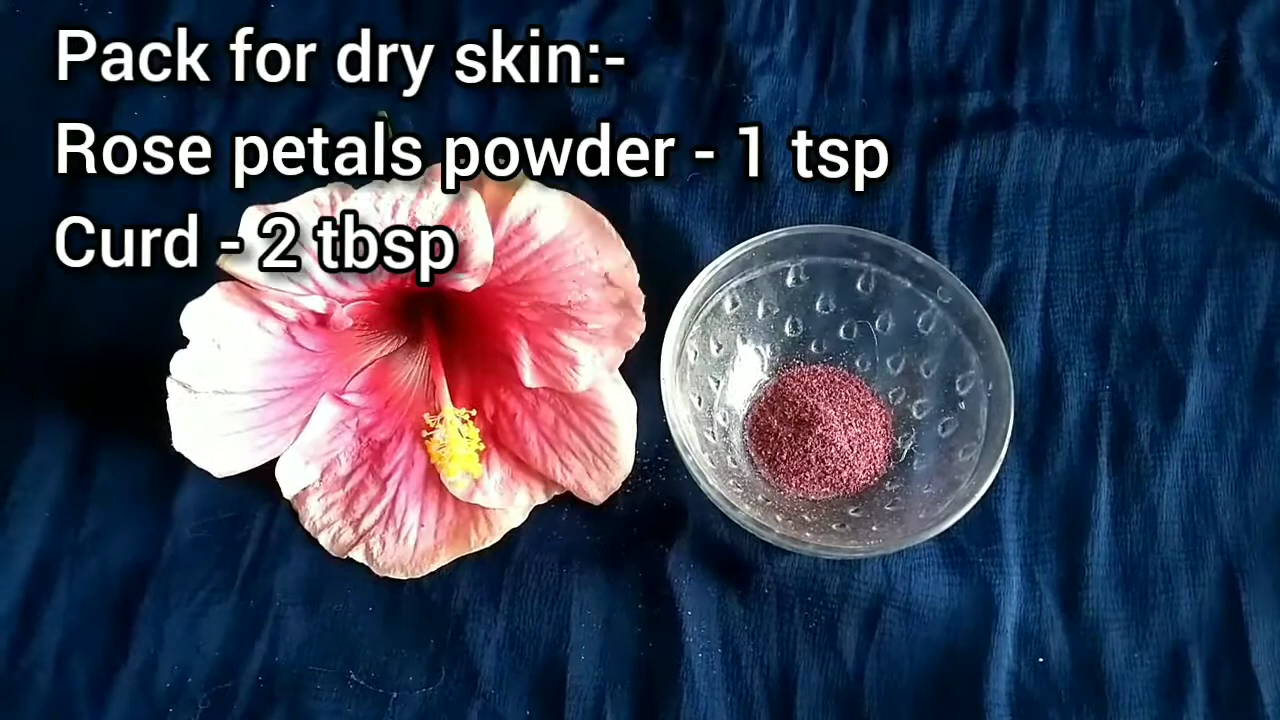 Pack for dry skin:-
Rose petals powder - 1 tsp
Curd - 2 tbsp